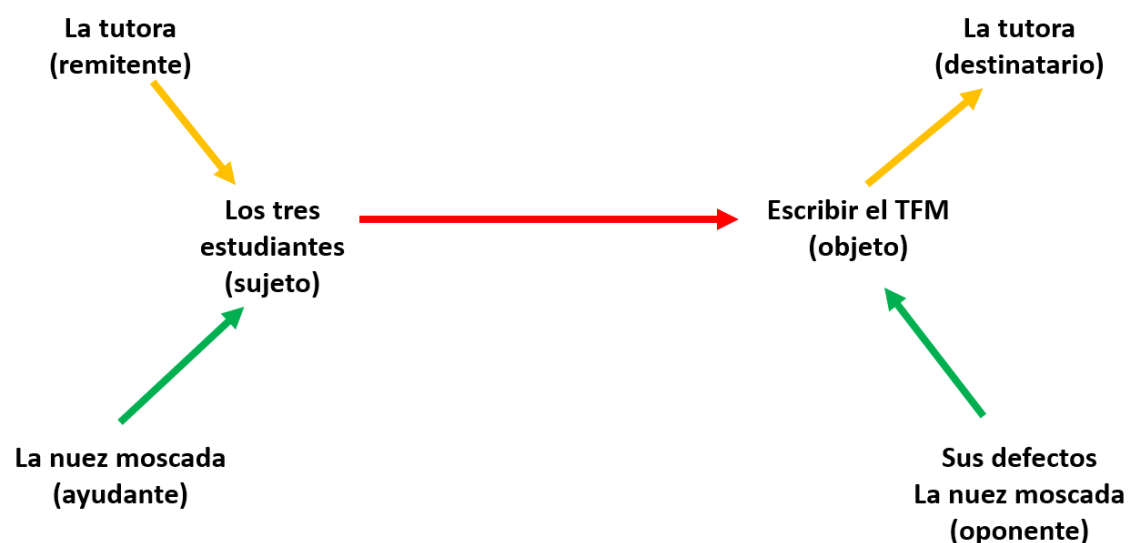 La tutora
(remitente)
La tutora
(destinatario)
Los tres
estudiantes
(sujeto)
Escribir el TFM
(objeto)
La nuez moscada
(ayudante)
Sus defectos
La nuez moscada
(oponente)